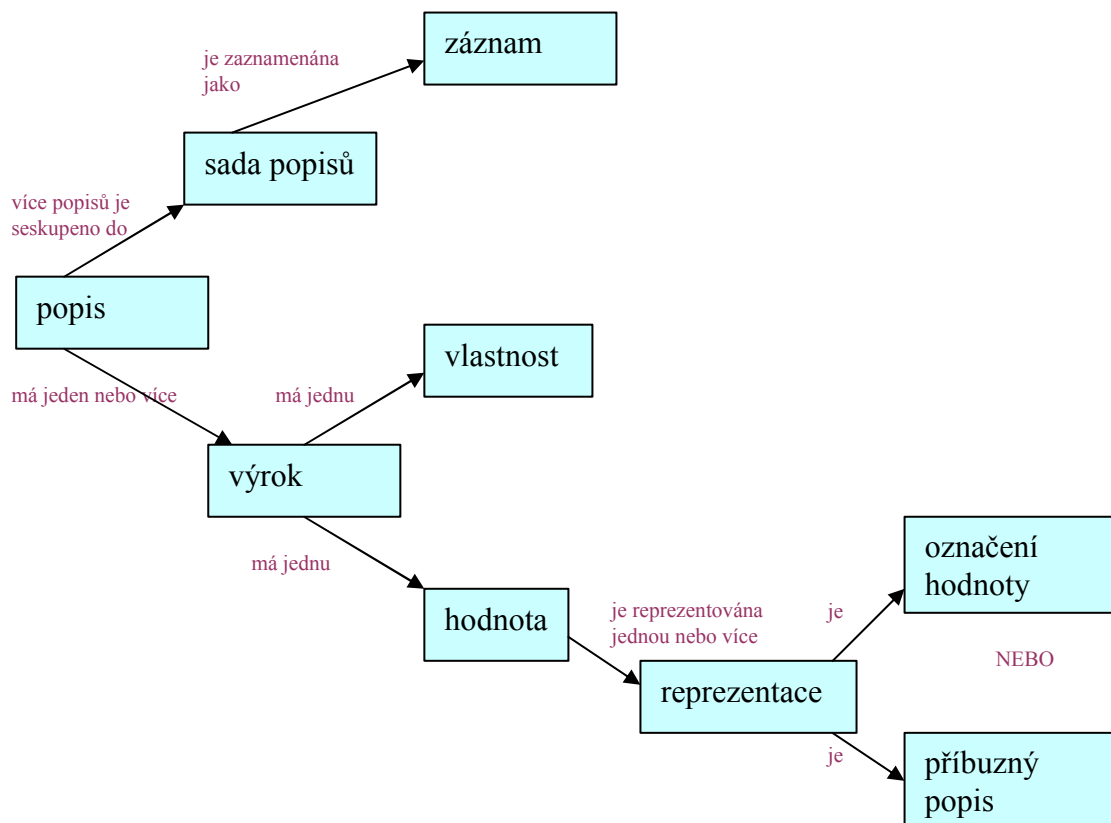 záznam
je zaznamenána
jako
sada popisů
více popisů je
seskupeno do
popis
vlastnost
má jeden nebo více
má jednu
výrok
označení
hodnoty
má jednu
hodnota
je reprezentována
jednou nebo více
je
NEBO
reprezentace
je
příbuzný
popis